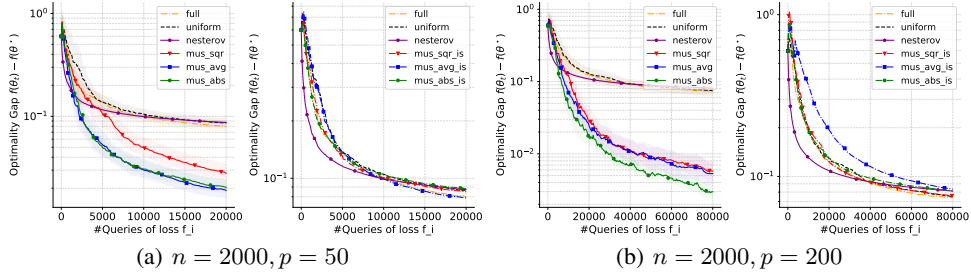 Optimality Gap f(θ_t) − f(θ*)
10⁰
10⁻¹
0 5000 10000 15000 20000
#Queries of loss f_i
full
uniform
nesterov
mus_sqr
mus_avg
mus_abs
Optimality Gap f(θ_t) − f(θ*)
10⁻¹
0 5000 10000 15000 20000
#Queries of loss f_i
full
uniform
nesterov
mus_sqr_is
mus_avg_is
mus_abs_is
(a) n = 2000, p = 50
Optimality Gap f(θ_t) − f(θ*)
10⁰
10⁻¹
10⁻²
0 20000 40000 60000 80000
#Queries of loss f_i
full
uniform
nesterov
mus_sqr
mus_avg
mus_abs
Optimality Gap f(θ_t) − f(θ*)
10⁰
10⁻¹
0 20000 40000 60000 80000
#Queries of loss f_i
full
uniform
nesterov
mus_sqr_is
mus_avg_is
mus_abs_is
(b) n = 2000, p = 200